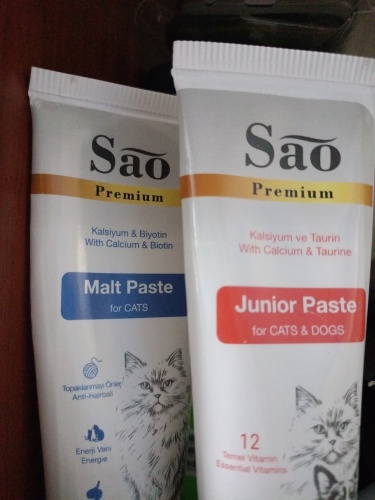 Sao
Premium
Kalsiyum & Biyotin
With Calcium & Biotin
Malt Paste
for CATS
Topaklanmayı Önler
Anti-Hairball
Enerji Verir
Energie
Sao
Premium
Kalsiyum ve Taurin
With Calcium & Taurine
Junior Paste
for CATS & DOGS
12
Temel Vitamin
Essential Vitamins